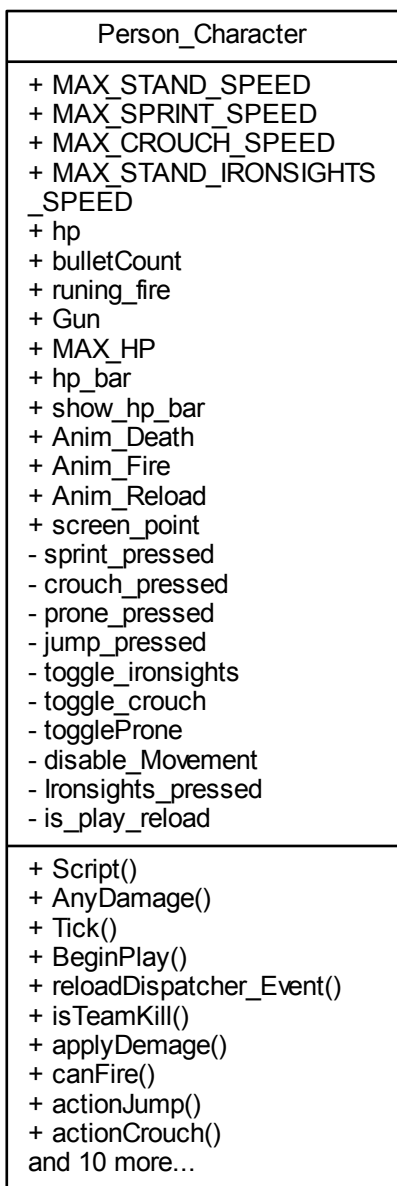 Person_Character
+ MAX_STAND_SPEED
+ MAX_SPRINT_SPEED
+ MAX_CROUCH_SPEED
+ MAX_STAND_IRONSIGHTS
_SPEED
+ hp
+ bulletCount
+ runing_fire
+ Gun
+ MAX_HP
+ hp_bar
+ show_hp_bar
+ Anim_Death
+ Anim_Fire
+ Anim_Reload
+ screen_point
- sprint_pressed
- crouch_pressed
- prone_pressed
- jump_pressed
- toggle_ironsights
- toggle_crouch
- toggleProne
- disable_Movement
- Ironsights_pressed
- is_play_reload
+ Script()
+ AnyDamage()
+ Tick()
+ BeginPlay()
+ reloadDispatcher_Event()
+ isTeamKill()
+ applyDemage()
+ canFire()
+ actionJump()
+ actionCrouch()
and 10 more...